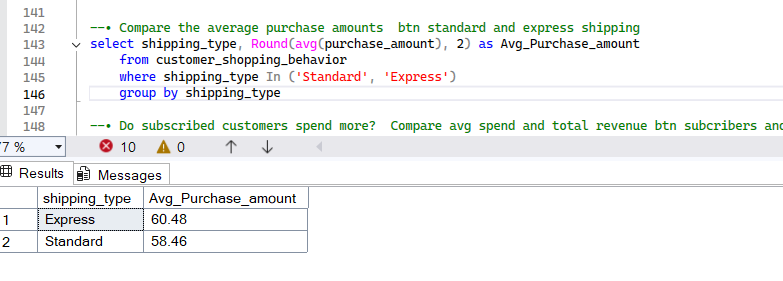 141
142 --• Compare the average purchase amounts  btn standard and express shipping
143 select shipping_type, Round(avg(purchase_amount), 2) as Avg_Purchase_amount
144 from customer_shopping_behavior
145 where shipping_type In ('Standard', 'Express')
146 group by shipping_type
147
148 --• Do subscribed customers spend more?  Compare avg spend and total revenue btn subcribers and
77 % 10 0
Results Messages
shipping_type Avg_Purchase_amount
1 Express 60.48
2 Standard 58.46